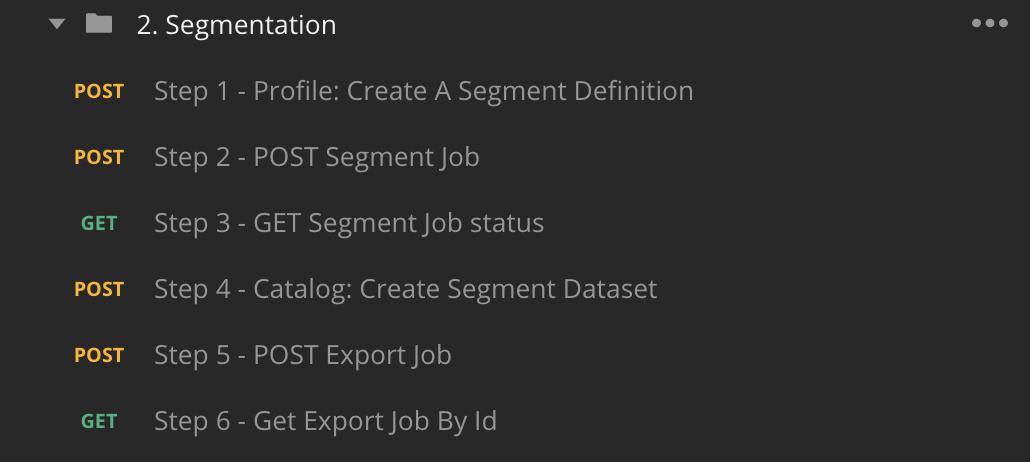 2. Segmentation
POST Step 1 - Profile: Create A Segment Definition
POST Step 2 - POST Segment Job
GET Step 3 - GET Segment Job status
POST Step 4 - Catalog: Create Segment Dataset
POST Step 5 - POST Export Job
GET Step 6 - Get Export Job By Id